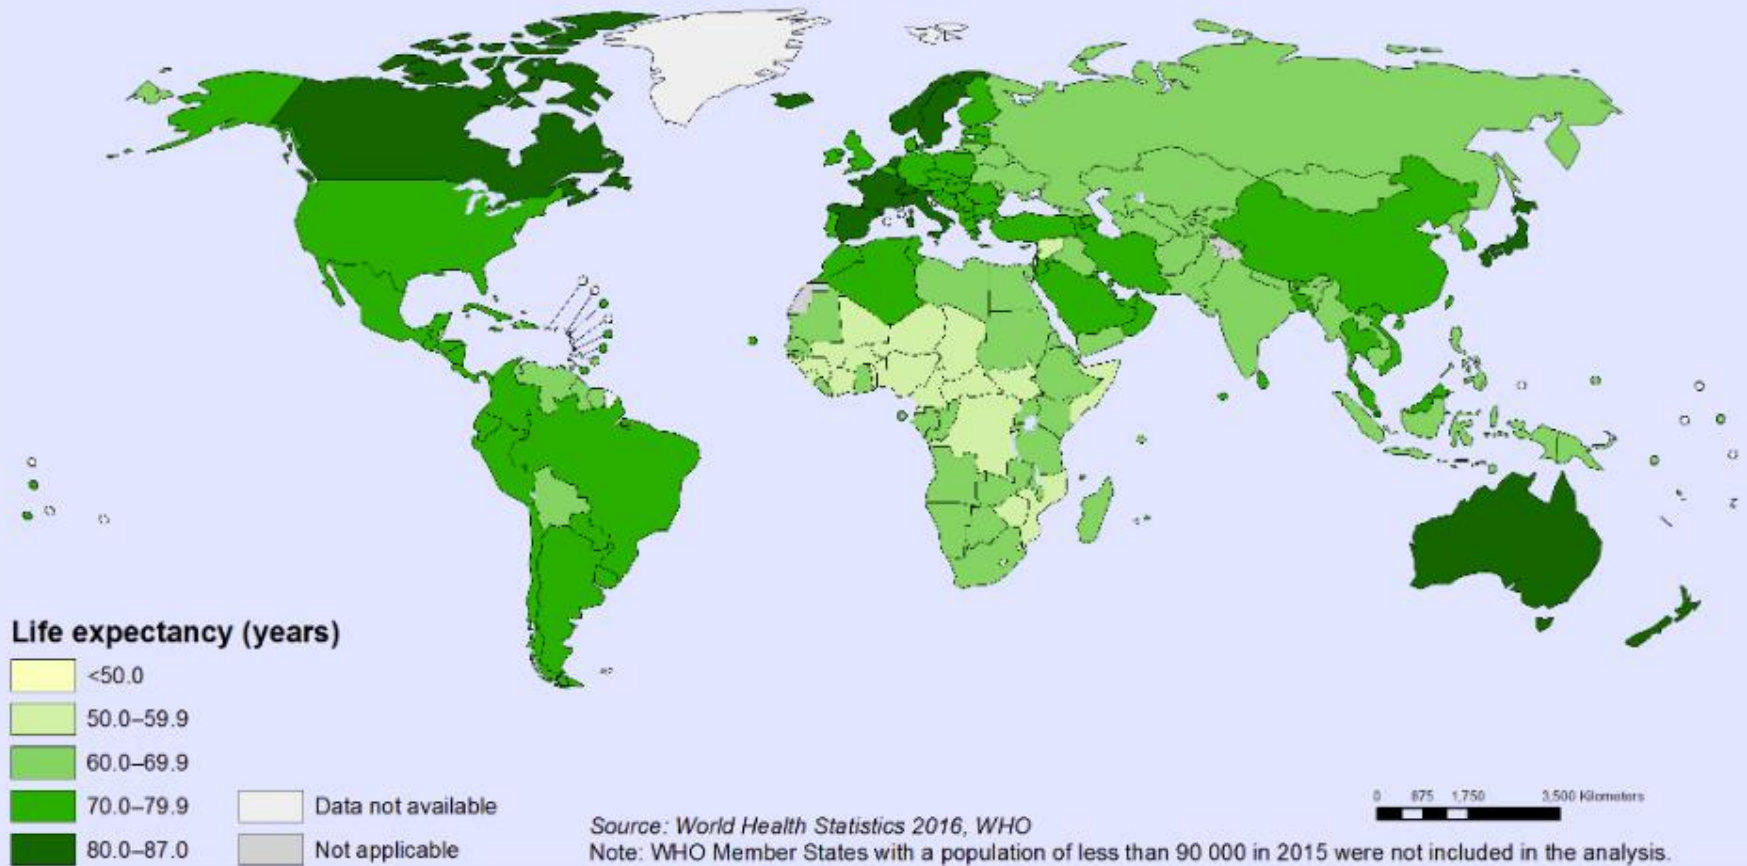 Life expectancy (years)
<50.0
50.0–59.9
60.0–69.9
70.0–79.9
80.0–87.0
Data not available
Not applicable
0 875 1,750 3,500 Kilometers
Source: World Health Statistics 2016, WHO
Note: WHO Member States with a population of less than 90 000 in 2015 were not included in the analysis.